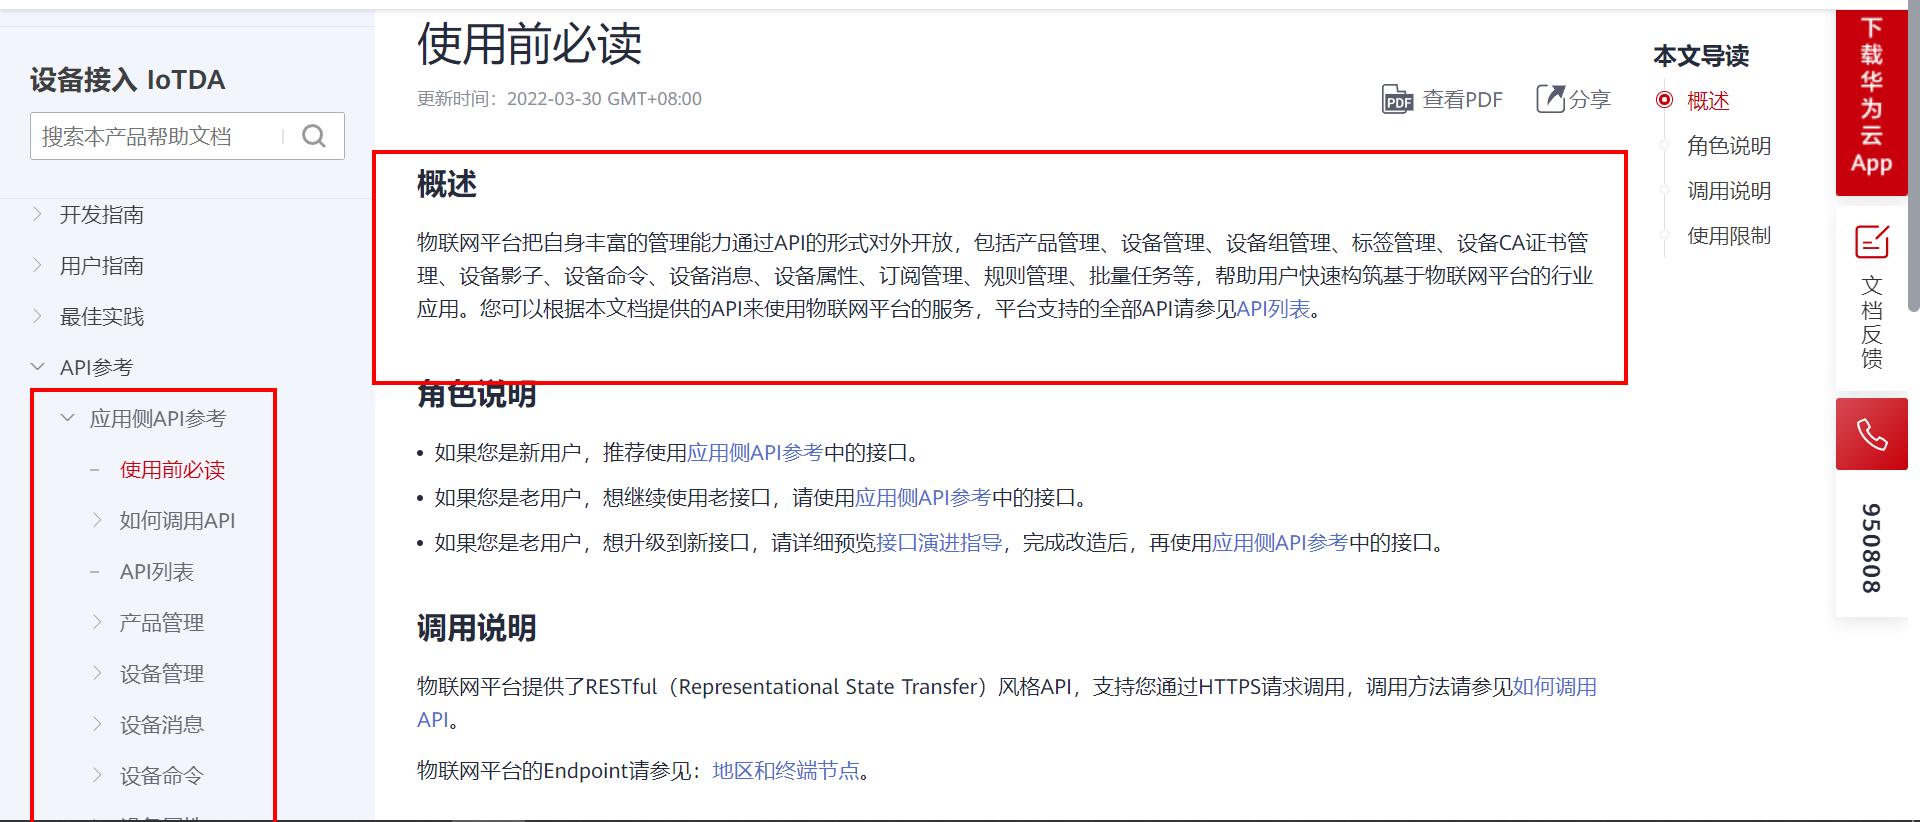 设备接入 IoTDA
搜索本产品帮助文档
开发指南
用户指南
最佳实践
API参考
应用侧API参考
使用前必读
如何调用API
API列表
产品管理
设备管理
设备消息
设备命令
使用前必读
更新时间：2022-03-30 GMT+08:00
PDF 查看PDF
分享
概述
物联网平台把自身丰富的管理能力通过API的形式对外开放，包括产品管理、设备管理、设备组管理、标签管理、设备CA证书管
理、设备影子、设备命令、设备消息、设备属性、订阅管理、规则管理、批量任务等，帮助用户快速构筑基于物联网平台的行业
应用。您可以根据本文档提供的API来使用物联网平台的服务，平台支持的全部API请参见API列表。
角色说明
• 如果您是新用户，推荐使用应用侧API参考中的接口。
• 如果您是老用户，想继续使用老接口，请使用应用侧API参考中的接口。
• 如果您是老用户，想升级到新接口，请详细预览接口演进指导，完成改造后，再使用应用侧API参考中的接口。
调用说明
物联网平台提供了RESTful（Representational State Transfer）风格API，支持您通过HTTPS请求调用，调用方法请参见如何调用
API。
物联网平台的Endpoint请参见：地区和终端节点。
本文导读
概述
角色说明
调用说明
使用限制
下载华为云App
文档反馈
950808